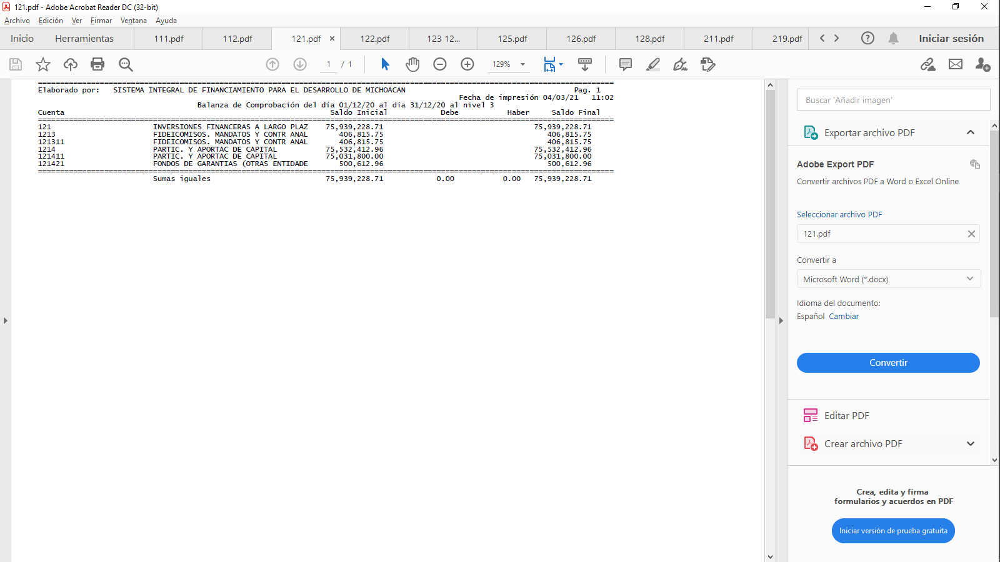 121.pdf - Adobe Acrobat Reader DC (32-bit)
Archivo Edición Ver Firmar Ventana Ayuda
Inicio Herramientas 111.pdf 112.pdf 121.pdf × 122.pdf 123 12... 125.pdf 126.pdf 128.pdf 211.pdf 219.pdf Iniciar sesión
1 / 1 129%
Elaborado por: SISTEMA INTEGRAL DE FINANCIAMIENTO PARA EL DESARROLLO DE MICHOACAN Pag. 1
Fecha de impresión 04/03/21 11:02
Balanza de Comprobación del día 01/12/20 al día 31/12/20 al nivel 3
Cuenta Saldo Inicial Debe Haber Saldo Final
121 INVERSIONES FINANCIERAS A LARGO PLAZ 75,939,228.71 75,939,228.71
1213 FIDEICOMISOS. MANDATOS Y CONTR ANAL 406,815.75 406,815.75
121311 FIDEICOMISOS. MANDATOS Y CONTR ANAL 406,815.75 406,815.75
1214 PARTIC. Y APORTAC DE CAPITAL 75,532,412.96 75,532,412.96
121411 PARTIC. Y APORTAC DE CAPITAL 75,031,800.00 75,031,800.00
121421 FONDOS DE GARANTIAS (OTRAS ENTIDADE 500,612.96 500,612.96
Sumas iguales 75,939,228.71 0.00 0.00 75,939,228.71
Buscar 'Añadir imagen'
Exportar archivo PDF
Adobe Export PDF
Convertir archivos PDF a Word o Excel Online
Seleccionar archivo PDF
121.pdf
Convertir a
Microsoft Word (*.docx)
Idioma del documento:
Español Cambiar
Convertir
Editar PDF
Crear archivo PDF
Crea, edita y firma
formularios y acuerdos en PDF
Iniciar versión de prueba gratuita